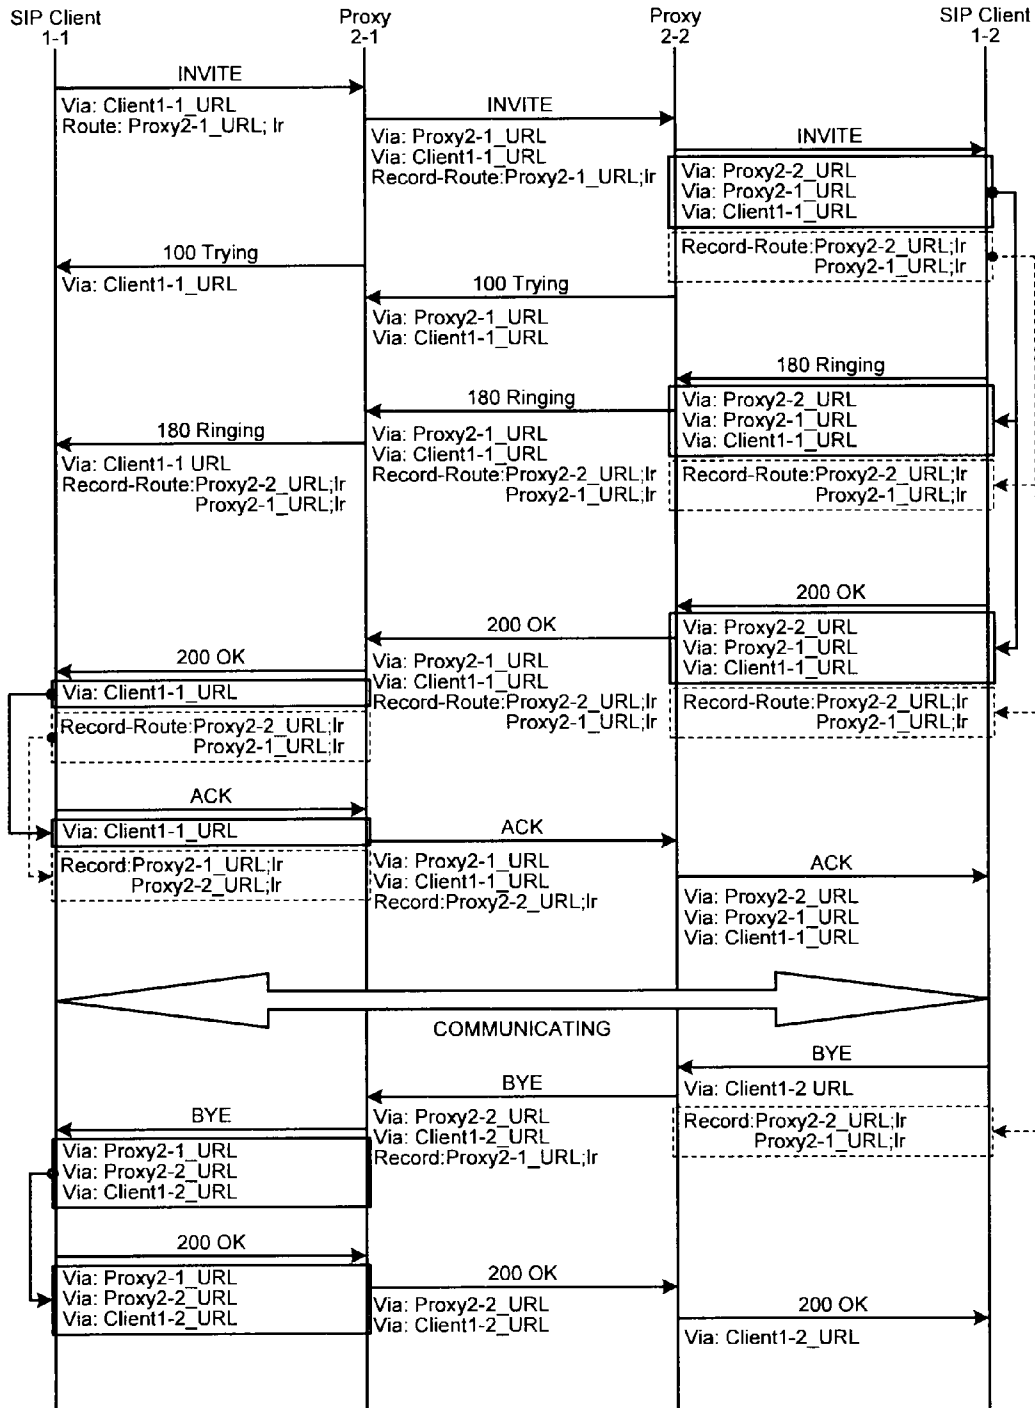 SIP Client
1-1
Proxy
2-1
Proxy
2-2
SIP Client
1-2
INVITE
Via: Client1-1_URL
Route: Proxy2-1_URL; lr
INVITE
Via: Proxy2-1_URL
Via: Client1-1_URL
Record-Route:Proxy2-1_URL;lr
INVITE
Via: Proxy2-2_URL
Via: Proxy2-1_URL
Via: Client1-1_URL
Record-Route:Proxy2-2_URL;lr
Proxy2-1_URL;lr
100 Trying
Via: Client1-1_URL
100 Trying
Via: Proxy2-1_URL
Via: Client1-1_URL
180 Ringing
Via: Proxy2-2_URL
Via: Proxy2-1_URL
Via: Client1-1_URL
Record-Route:Proxy2-2_URL;lr
Proxy2-1_URL;lr
180 Ringing
Via: Proxy2-1_URL
Via: Client1-1_URL
Record-Route:Proxy2-2_URL;lr
Proxy2-1_URL;lr
180 Ringing
Via: Client1-1 URL
Record-Route:Proxy2-2_URL;lr
Proxy2-1_URL;lr
200 OK
Via: Proxy2-2_URL
Via: Proxy2-1_URL
Via: Client1-1_URL
Record-Route:Proxy2-2_URL;lr
Proxy2-1_URL;lr
200 OK
Via: Proxy2-1_URL
Via: Client1-1_URL
Record-Route:Proxy2-2_URL;lr
Proxy2-1_URL;lr
200 OK
Via: Client1-1_URL
Record-Route:Proxy2-2_URL;lr
Proxy2-1_URL;lr
ACK
Via: Client1-1_URL
Record:Proxy2-1_URL;lr
Proxy2-2_URL;lr
ACK
Via: Proxy2-1_URL
Via: Client1-1_URL
Record:Proxy2-2_URL;lr
ACK
Via: Proxy2-2_URL
Via: Proxy2-1_URL
Via: Client1-1_URL
COMMUNICATING
BYE
Via: Client1-2 URL
Record:Proxy2-2_URL;lr
Proxy2-1_URL;lr
BYE
Via: Proxy2-2_URL
Via: Client1-2_URL
Record:Proxy2-1_URL;lr
BYE
Via: Proxy2-1_URL
Via: Proxy2-2_URL
Via: Client1-2_URL
200 OK
Via: Proxy2-1_URL
Via: Proxy2-2_URL
Via: Client1-2_URL
200 OK
Via: Proxy2-2_URL
Via: Client1-2_URL
200 OK
Via: Client1-2_URL